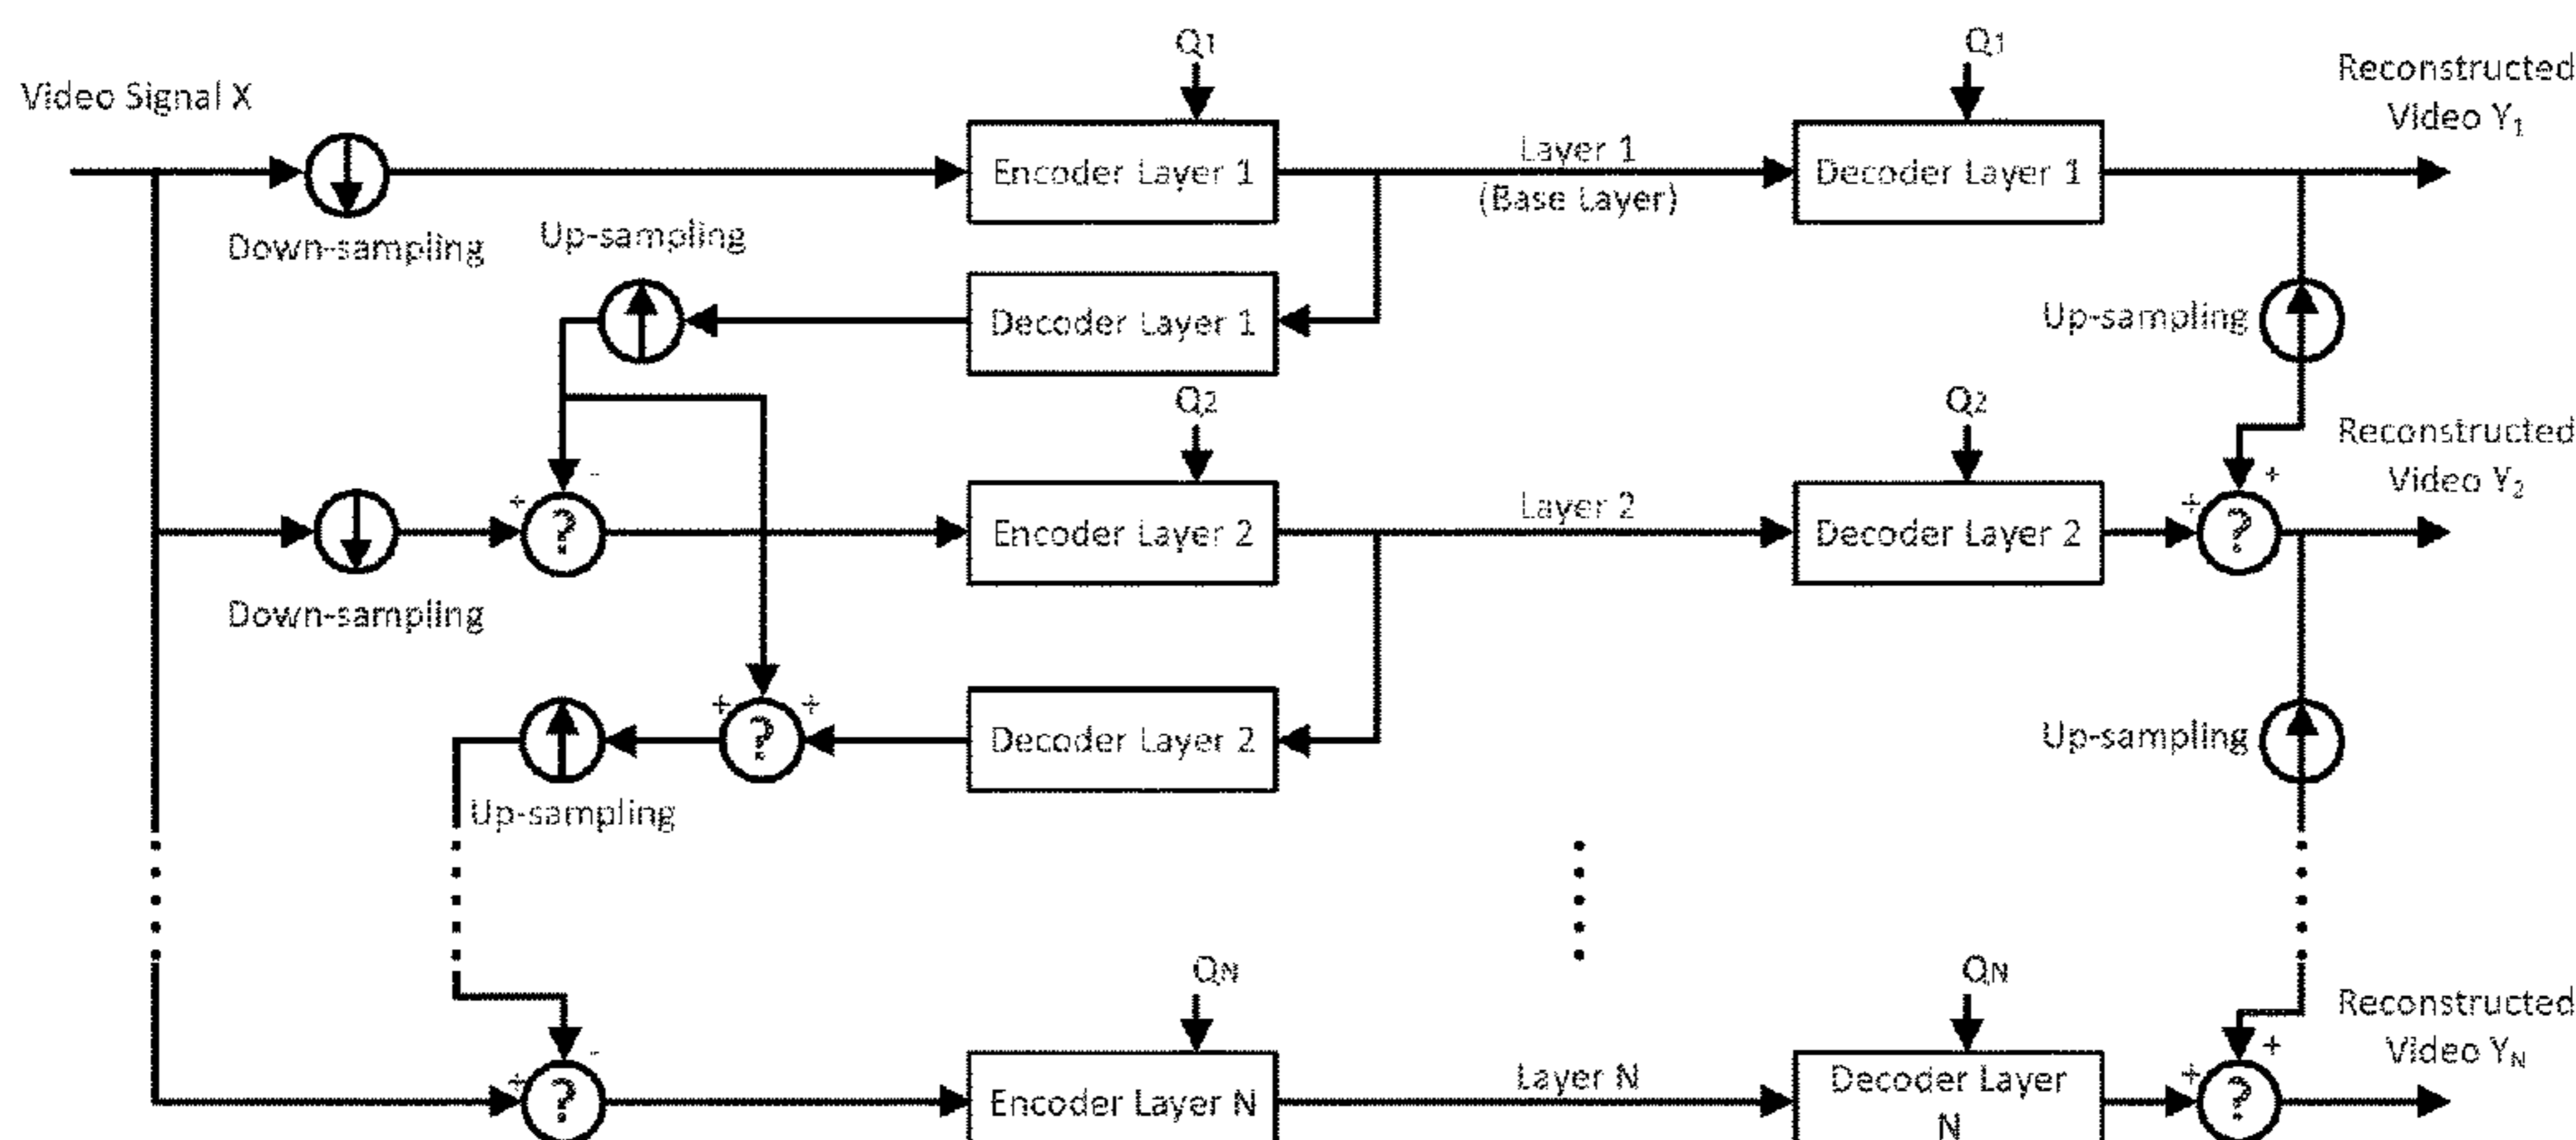 Q1
Q1
Reconstructed
Video Y1
Video Signal X
Encoder Layer 1
Layer 1
(Base Layer)
Decoder Layer 1
Down-sampling
Up-sampling
Decoder Layer 1
Up-sampling
Q2
Q2
Reconstructed
Video Y2
-
+
+
+
?
Encoder Layer 2
Layer 2
Decoder Layer 2
?
Down-sampling
+
+
?
Decoder Layer 2
Up-sampling
Up-sampling
QN
QN
Reconstructed
Video YN
-
+
+
+
?
Encoder Layer N
Layer N
Decoder Layer
N
?